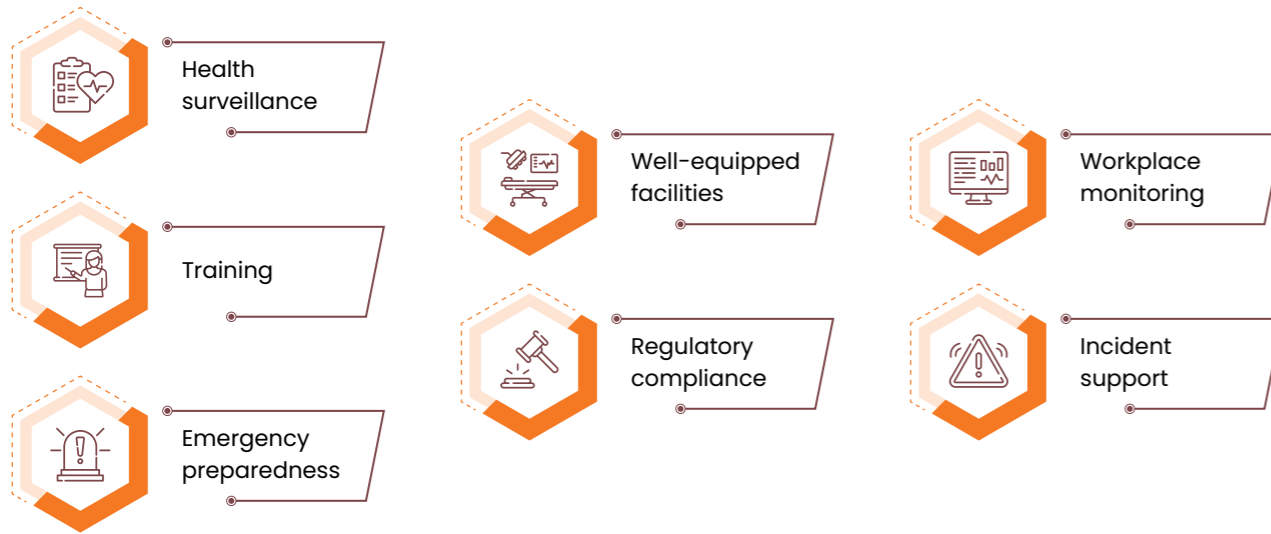 Health
surveillance
Training
Emergency
preparedness
Well-equipped
facilities
Regulatory
compliance
Workplace
monitoring
Incident
support